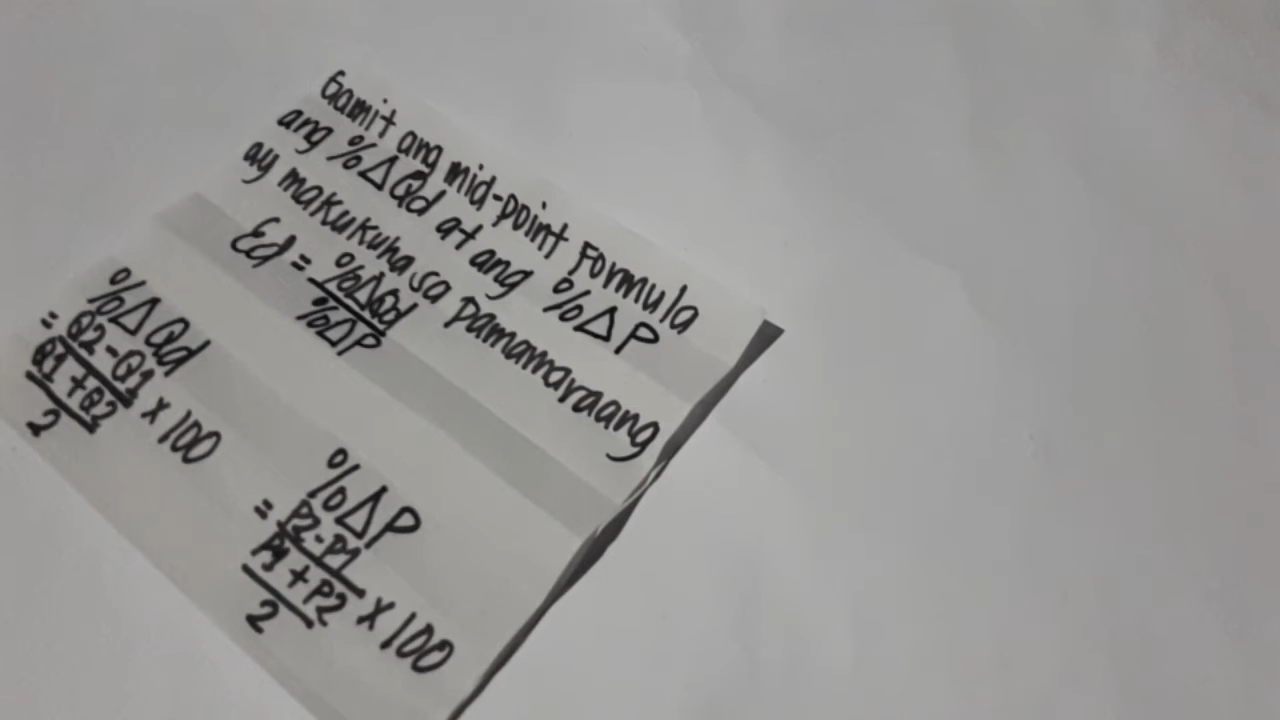 Gamit ang mid-point Formula
ang %ΔQd at ang %ΔP
ay makukuha sa pamamaraang
Ed = %ΔQd
%ΔP
%ΔQd
= Q2-Q1
Q1+Q2
2
x 100
%ΔP
= P2-P1
P1+P2
2
x 100